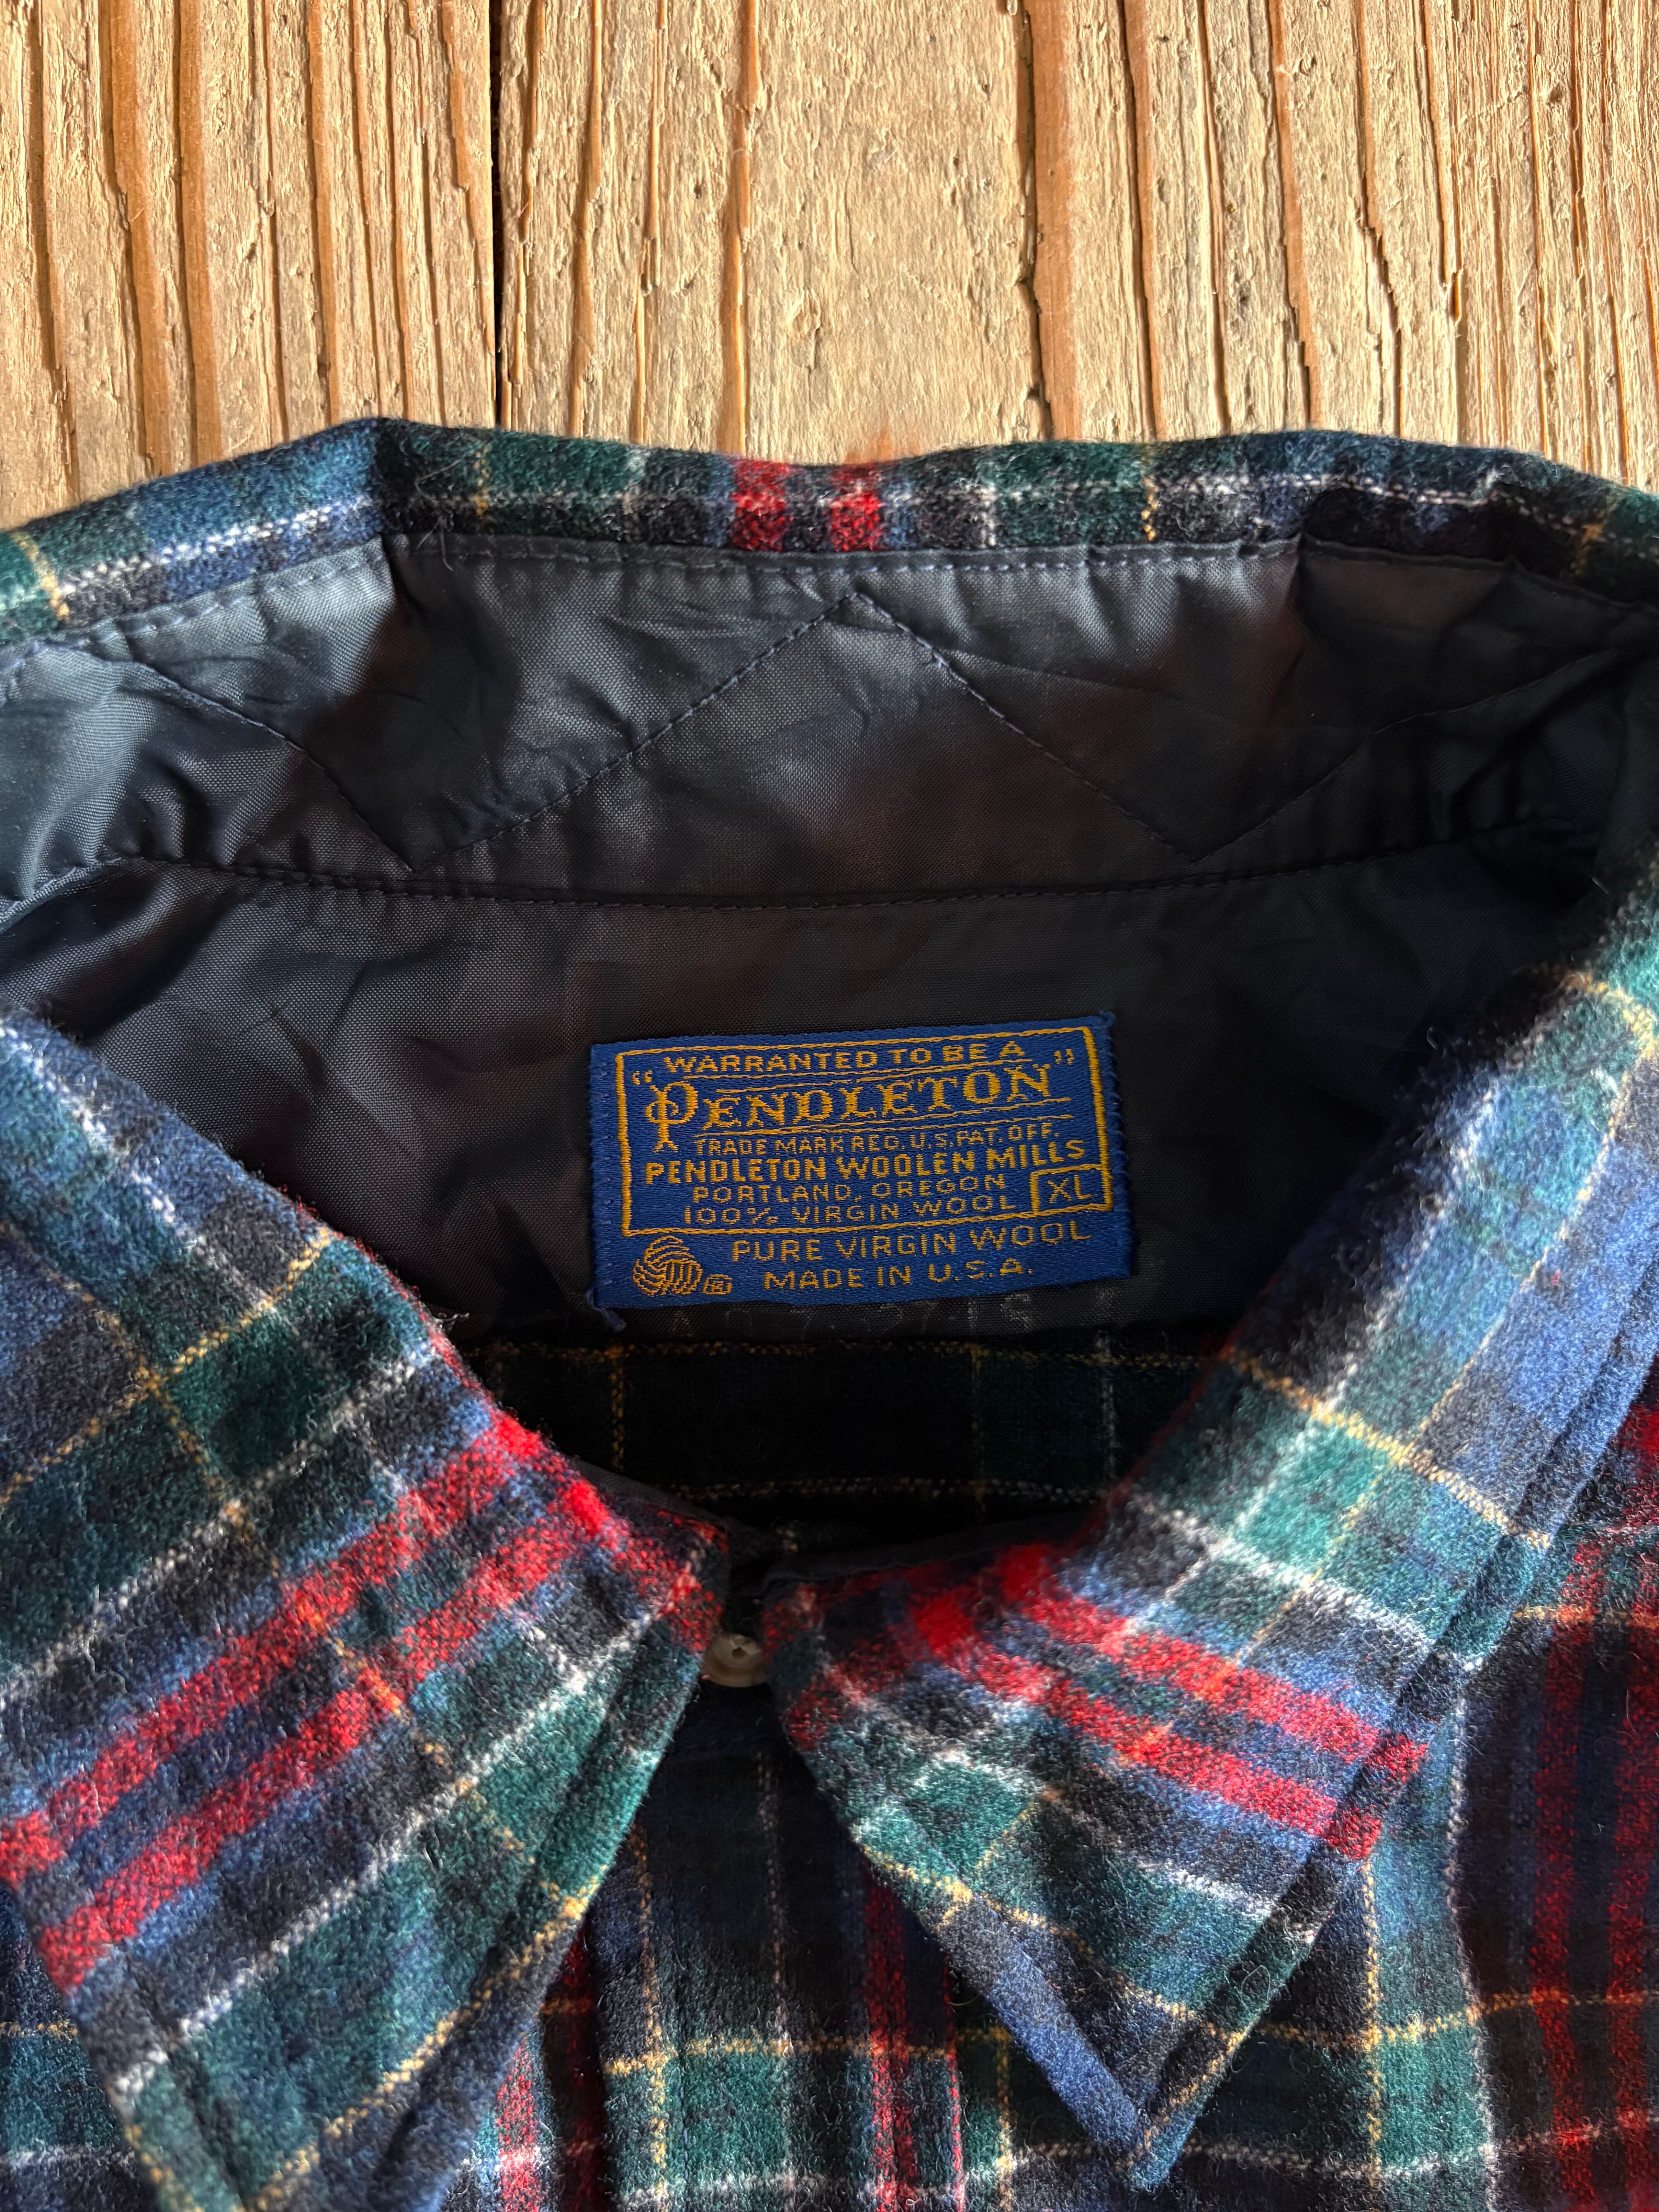 WARRANTED TO BE A
"PENDLETON"
TRADE MARK REG. U.S. PAT. OFF.
PENDLETON WOOLEN MILLS
PORTLAND, OREGON
100% VIRGIN WOOL XL
PURE VIRGIN WOOL
MADE IN U.S.A.